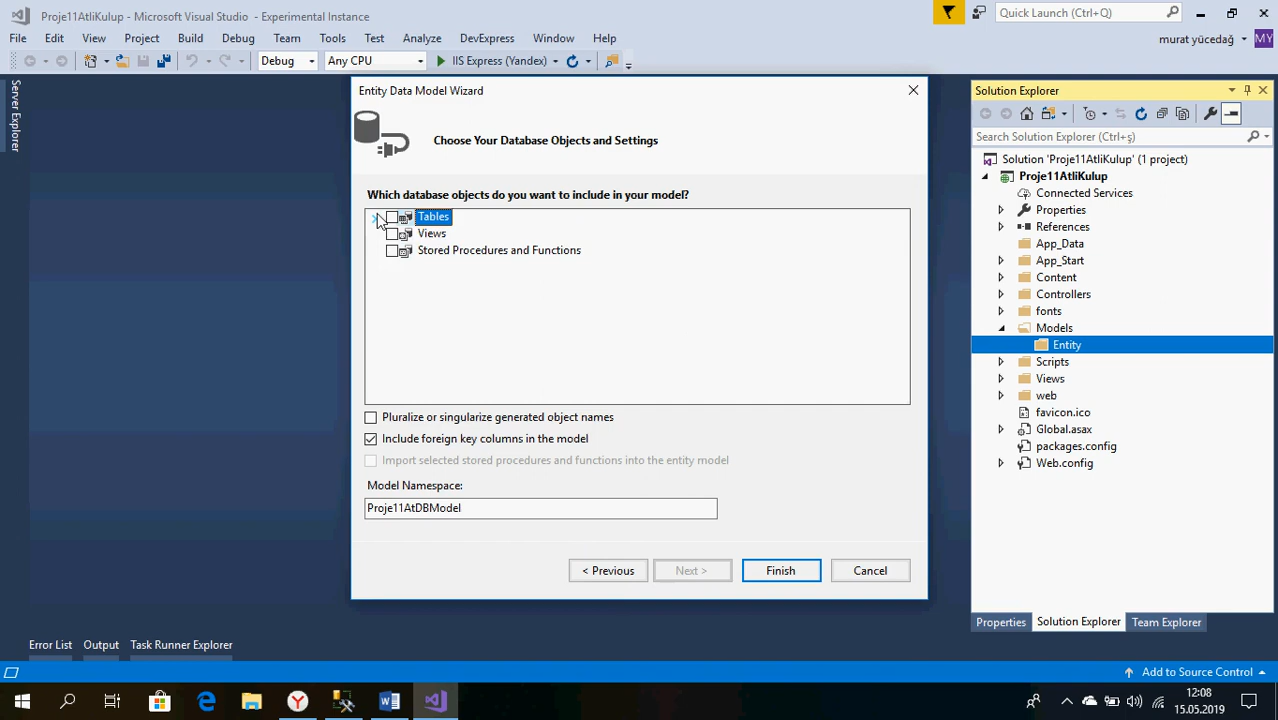 Proje11AtliKulup - Microsoft Visual Studio - Experimental Instance
Quick Launch (Ctrl+Q)
File Edit View Project Build Debug Team Tools Test Analyze DevExpress Window Help
murat yücedağ MY
Debug Any CPU IIS Express (Yandex)
Server Explorer
Entity Data Model Wizard
Choose Your Database Objects and Settings
Which database objects do you want to include in your model?
Tables
Views
Stored Procedures and Functions
Pluralize or singularize generated object names
Include foreign key columns in the model
Import selected stored procedures and functions into the entity model
Model Namespace:
Proje11AtDBModel
< Previous Next > Finish Cancel
Solution Explorer
Search Solution Explorer (Ctrl+ş)
Solution 'Proje11AtliKulup' (1 project)
Proje11AtliKulup
Connected Services
Properties
References
App_Data
App_Start
Content
Controllers
fonts
Models
Entity
Scripts
Views
web
favicon.ico
Global.asax
packages.config
Web.config
Properties Solution Explorer Team Explorer
Error List Output Task Runner Explorer
Add to Source Control
12:08
15.05.2019